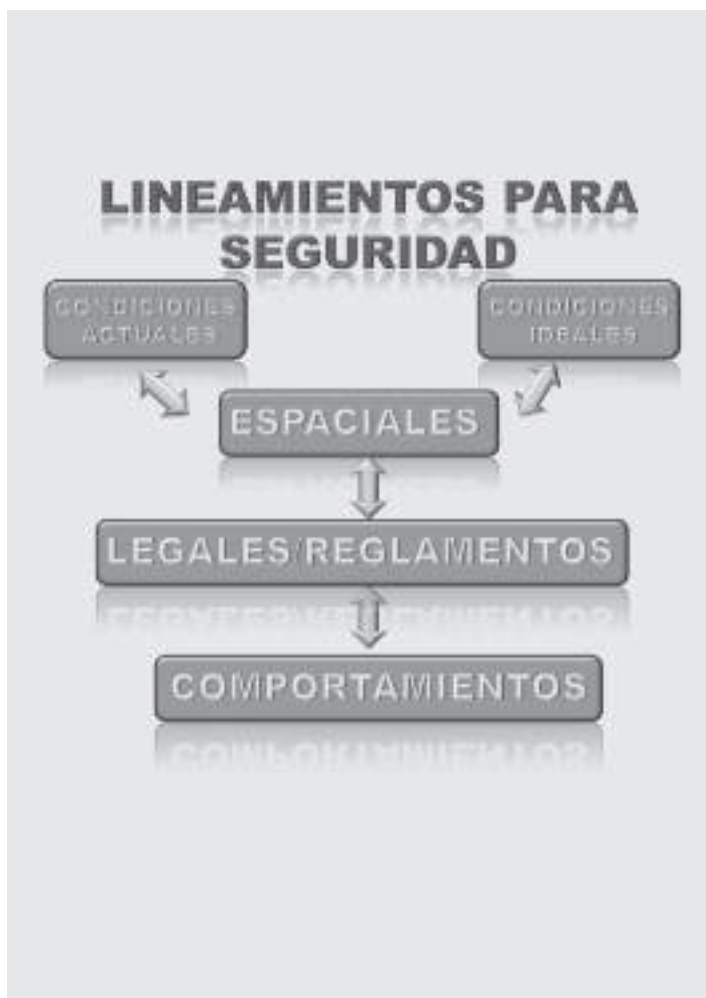 LINEAMIENTOS PARA
SEGURIDAD
CONDICIONES
ACTUALES
CONDICIONES
IDEALES
ESPACIALES
LEGALES/REGLAMENTOS
COMPORTAMIENTOS